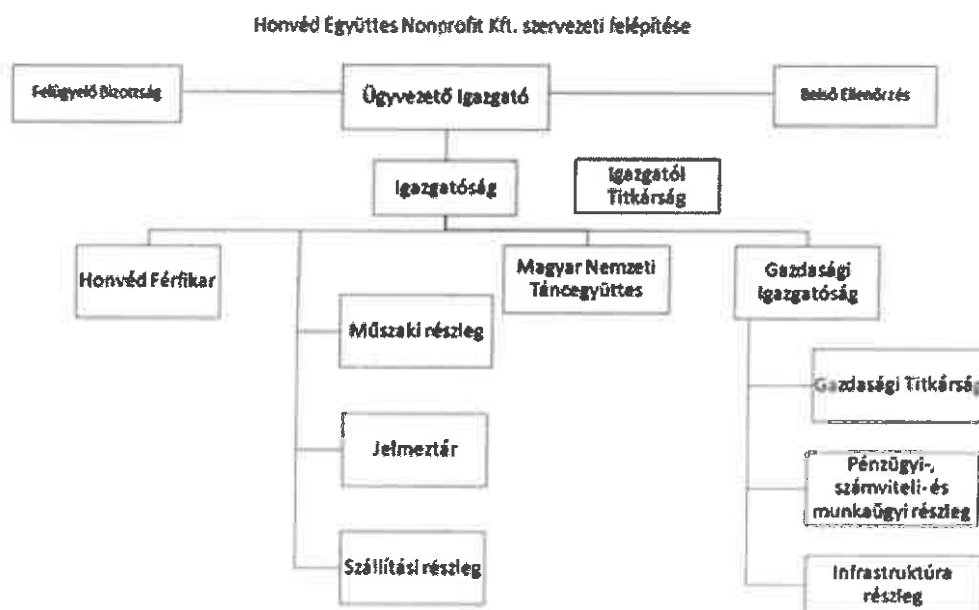 Honvéd Együttes Nonprofit Kft. szervezeti felépítése
Felügyelő Bizottság
Ügyvezető Igazgató
Belső Ellenőrzés
Igazgatóság
Igazgatói
Titkárság
Honvéd Férfikar
Magyar Nemzeti
Táncegyüttes
Gazdasági
Igazgatóság
Műszaki részleg
Jelmeztár
Szállítási részleg
Gazdasági Titkárság
Pénzügyi-,
számviteli- és
munkaügyi részleg
Infrastruktúra
részleg